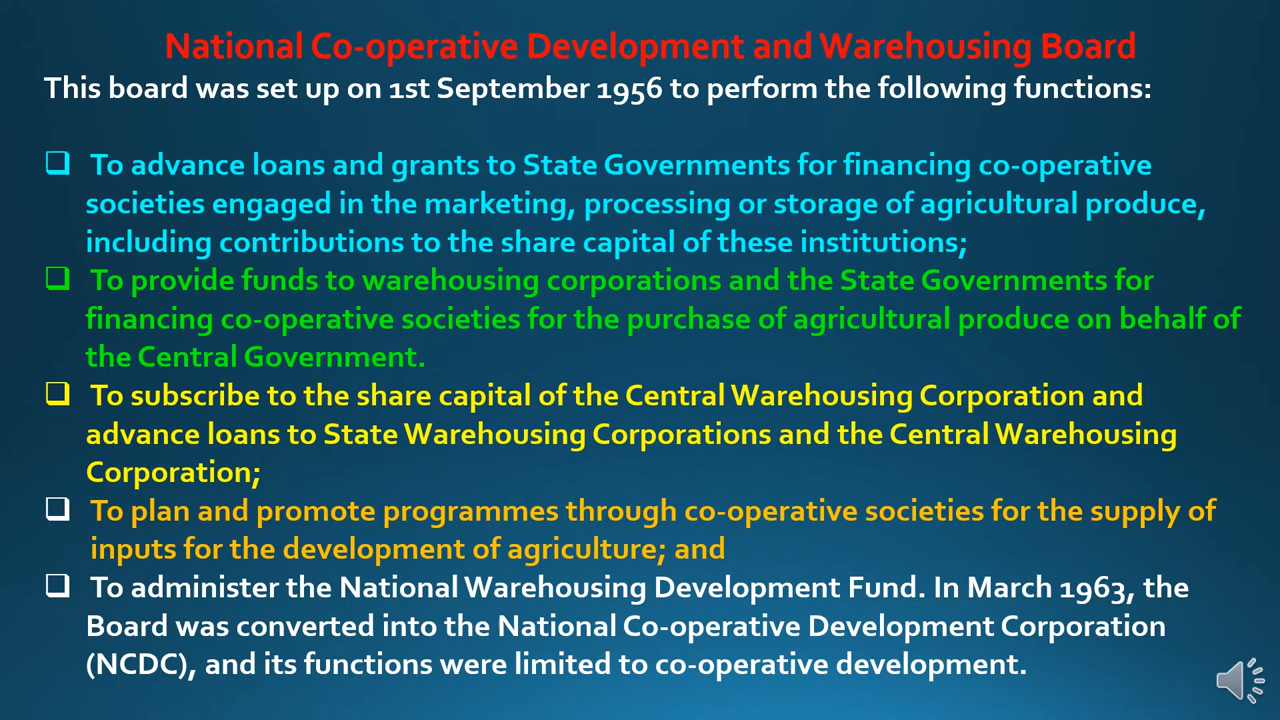 National Co-operative Development and Warehousing Board
This board was set up on 1st September 1956 to perform the following functions:
To advance loans and grants to State Governments for financing co-operative
societies engaged in the marketing, processing or storage of agricultural produce,
including contributions to the share capital of these institutions;
To provide funds to warehousing corporations and the State Governments for
financing co-operative societies for the purchase of agricultural produce on behalf of
the Central Government.
To subscribe to the share capital of the Central Warehousing Corporation and
advance loans to State Warehousing Corporations and the Central Warehousing
Corporation;
To plan and promote programmes through co-operative societies for the supply of
inputs for the development of agriculture; and
To administer the National Warehousing Development Fund. In March 1963, the
Board was converted into the National Co-operative Development Corporation
(NCDC), and its functions were limited to co-operative development.